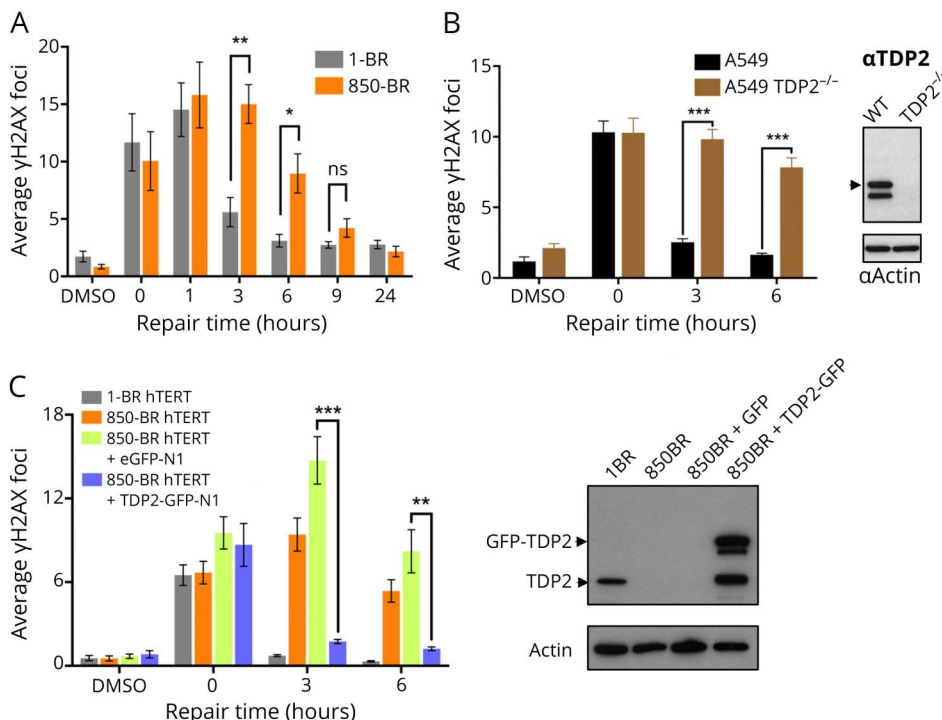 A
Average γH2AX foci
20
15
10
5
0
1-BR
850-BR
**
*
ns
DMSO 0 1 3 6 9 24
Repair time (hours)
B
Average γH2AX foci
15
10
5
0
A549
A549 TDP2⁻/⁻
***
***
DMSO 0 3 6
Repair time (hours)
αTDP2
WT
TDP2⁻/⁻
αActin
C
Average γH2AX foci
18
12
6
0
1-BR hTERT
850-BR hTERT
850-BR hTERT
+ eGFP-N1
850-BR hTERT
+ TDP2-GFP-N1
***
**
DMSO 0 3 6
Repair time (hours)
1BR
850BR
850BR + GFP
850BR + TDP2-GFP
GFP-TDP2
TDP2
Actin